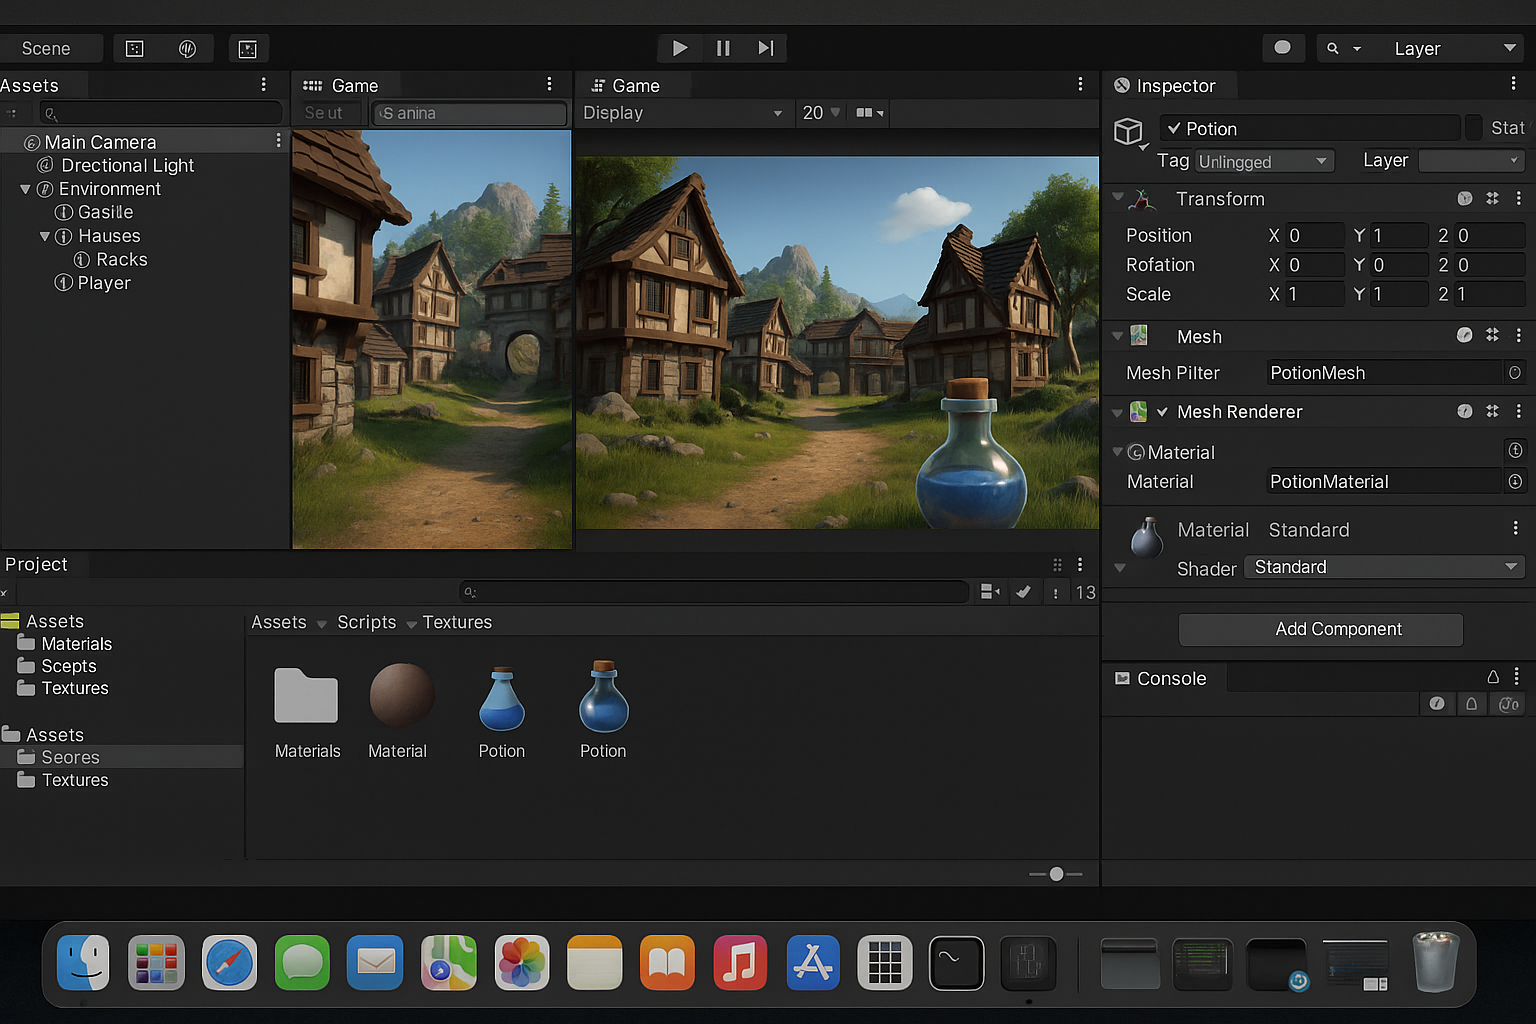 Scene
Layer
Assets
Game
Game
Inspector
Se ut
S anina
Display
20
Potion
Stat
Tag Unlingged
Layer
Main Camera
Drectional Light
Environment
Gasille
Hauses
Racks
Player
Transform
Position X 0 Y 1 2 0
Rofation X 0 Y 0 2 0
Scale X 1 Y 1 2 1
Mesh
Mesh Pilter PotionMesh
Mesh Renderer
Material
Material PotionMaterial
Material Standard
Shader Standard
Add Component
Project
13
Assets
Materials
Scepts
Textures
Assets
Seores
Textures
Assets Scripts Textures
Materials Material Potion Potion
Console